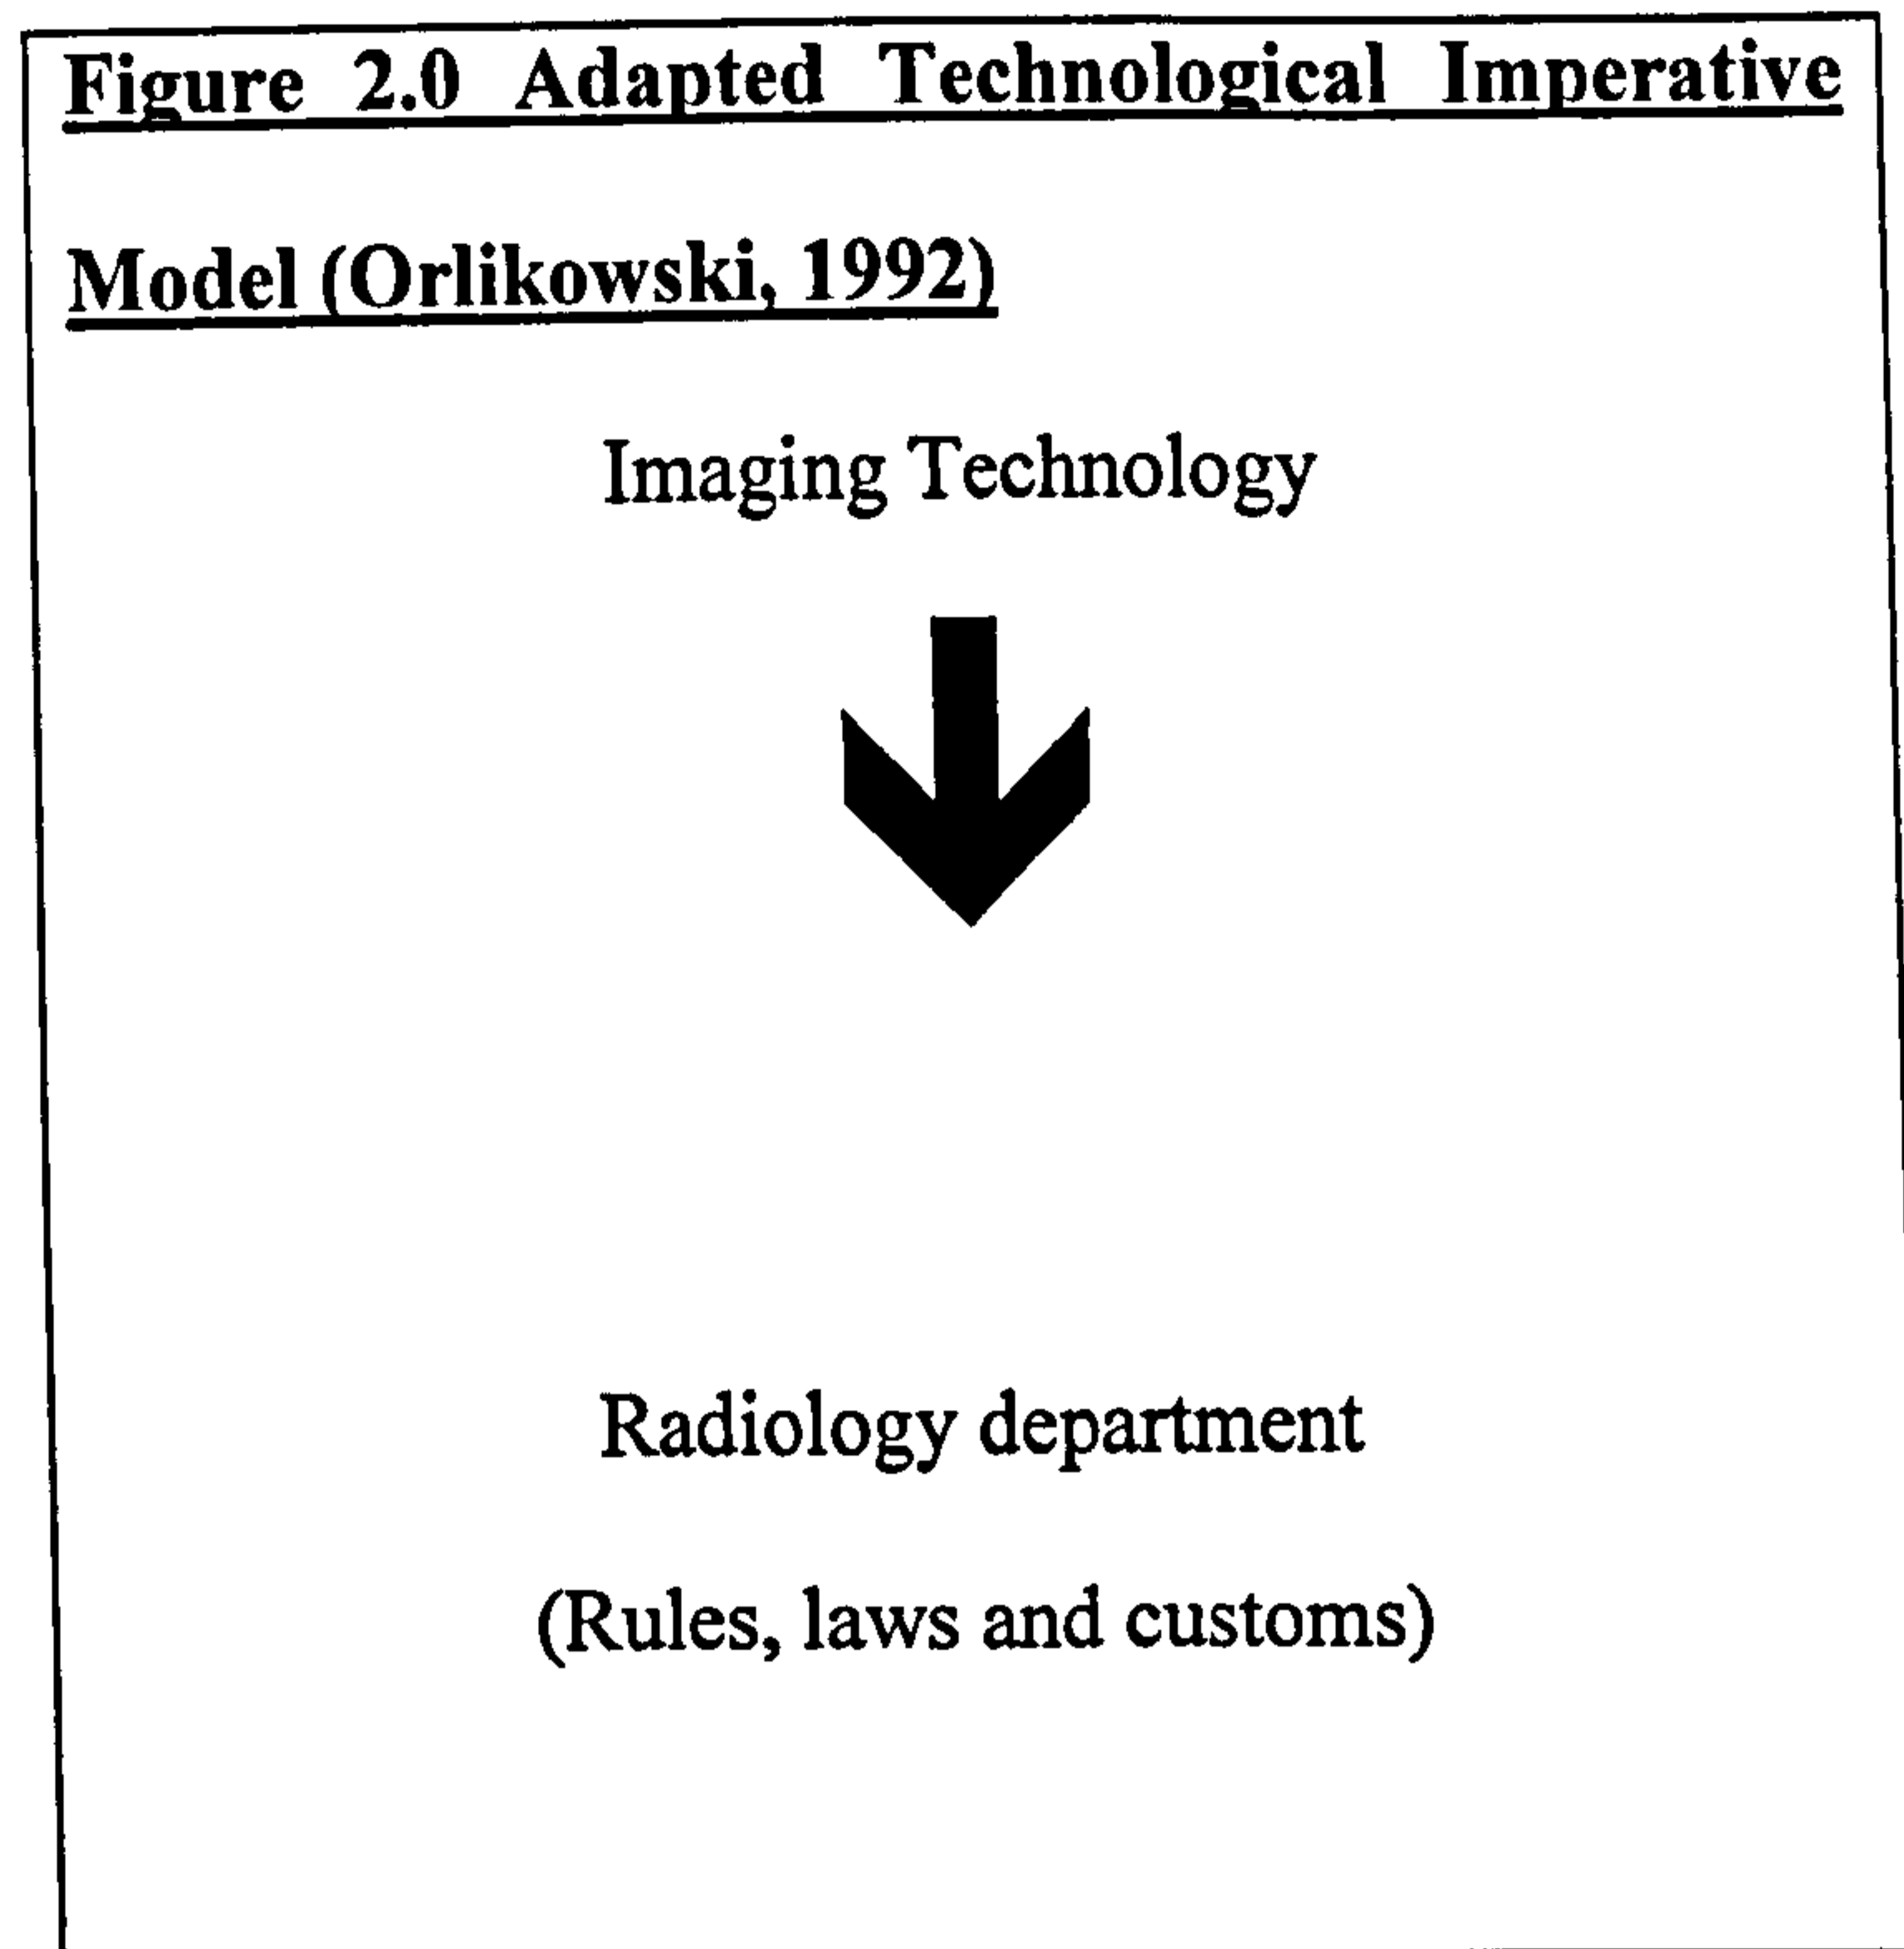 Figure 2.0 Adapted Technological Imperative
Model (Orlikowski, 1992)
Imaging Technology
Radiology department
(Rules, laws and customs)